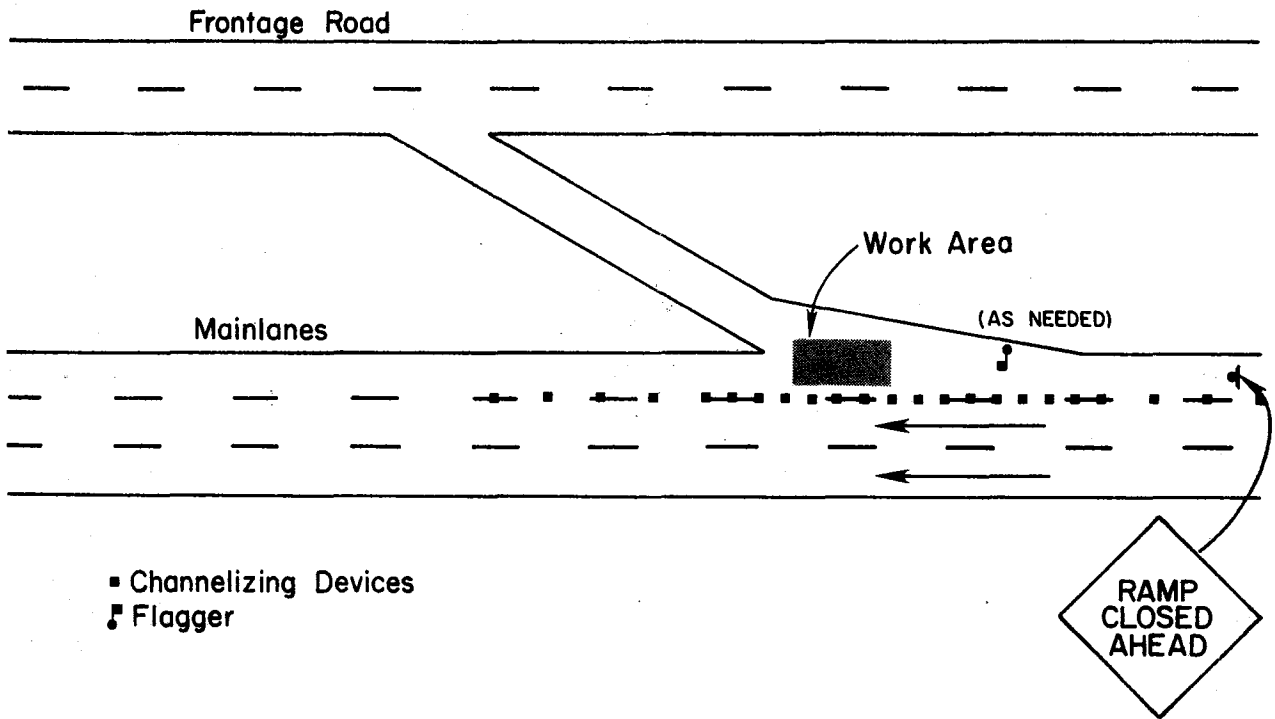 Frontage Road
Work Area
(AS NEEDED)
Mainlanes
Channelizing Devices
Flagger
RAMP
CLOSED
AHEAD